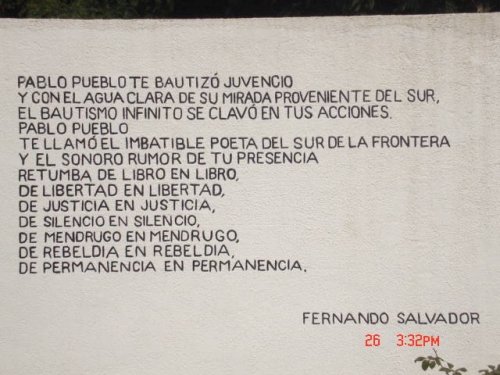 PABLO PUEBLO TE BAUTIZÓ JUVENCIO
Y CON EL AGUA CLARA DE SU MIRADA PROVENIENTE DEL SUR,
EL BAUTISMO INFINITO SE CLAVÓ EN TUS ACCIONES.
PABLO PUEBLO
TE LLAMÓ EL IMBATIBLE POETA DEL SUR DE LA FRONTERA
Y EL SONORO RUMOR DE TU PRESENCIA
RETUMBA DE LIBRO EN LIBRO,
DE LIBERTAD EN LIBERTAD,
DE JUSTICIA EN JUSTICIA,
DE SILENCIO EN SILENCIO,
DE MENDRUGO EN MENDRUGO,
DE REBELDIA EN REBELDIA,
DE PERMANENCIA EN PERMANENCIA.
FERNANDO SALVADOR
26 3:32PM